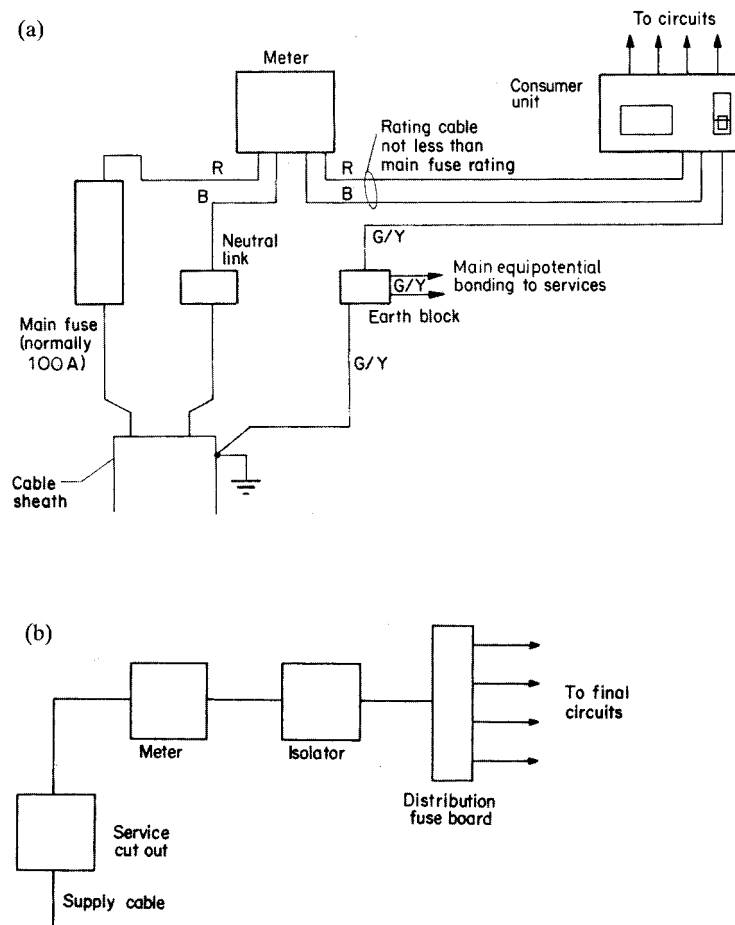 (a)
To circuits
Meter
Consumer
unit
Rating cable
not less than
main fuse rating
R
R
B
B
Neutral
link
G/Y
G/Y
Main equipotential
bonding to services
Earth block
Main fuse
(normally
100A)
G/Y
Cable
sheath
(b)
To final
circuits
Meter
Isolator
Distribution
fuse board
Service
cut out
Supply cable